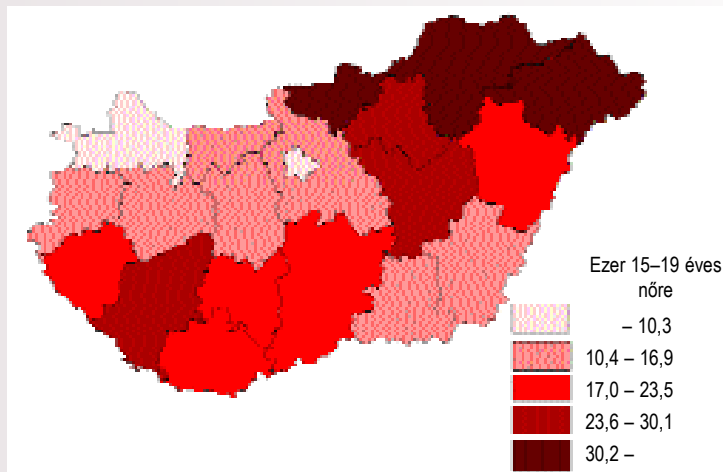 Ezer 15–19 éves
nőre
– 10,3
10,4 – 16,9
17,0 – 23,5
23,6 – 30,1
30,2 –